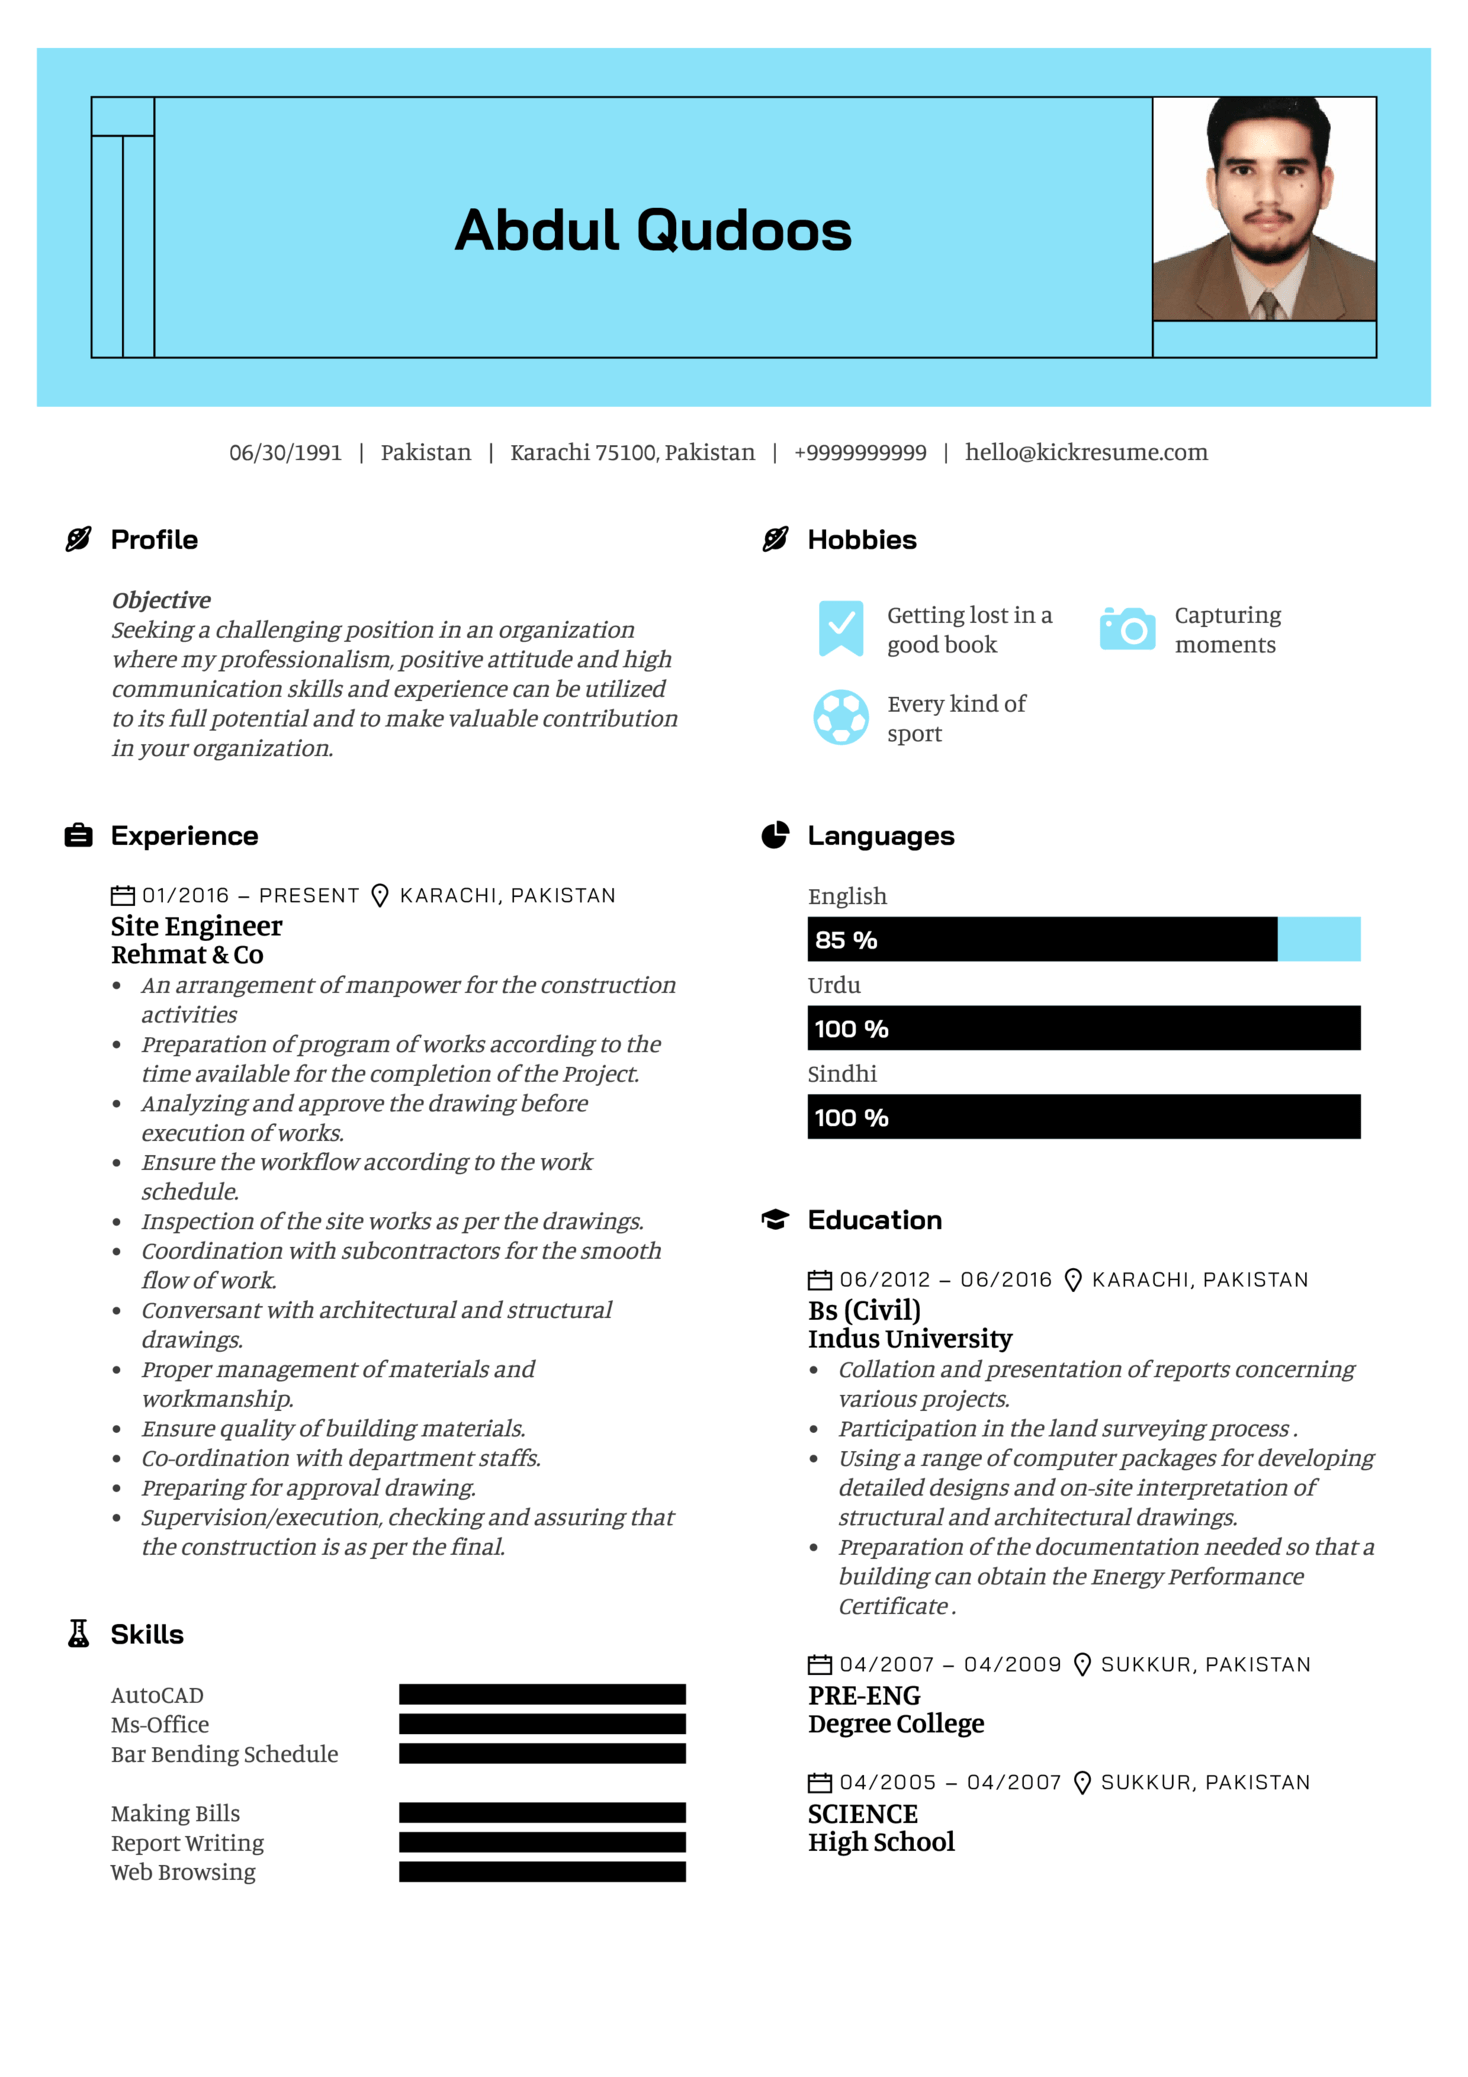 Abdul Qudoos
06/30/1991 | Pakistan | Karachi 75100, Pakistan | +9999999999 | hello@kickresume.com
Profile
Objective
Seeking a challenging position in an organization
where my professionalism, positive attitude and high
communication skills and experience can be utilized
to its full potential and to make valuable contribution
in your organization.
Experience
01/2016 – PRESENT KARACHI, PAKISTAN
Site Engineer
Rehmat & Co
• An arrangement of manpower for the construction
activities
• Preparation of program of works according to the
time available for the completion of the Project.
• Analyzing and approve the drawing before
execution of works.
• Ensure the workflow according to the work
schedule.
• Inspection of the site works as per the drawings.
• Coordination with subcontractors for the smooth
flow of work.
• Conversant with architectural and structural
drawings.
• Proper management of materials and
workmanship.
• Ensure quality of building materials.
• Co-ordination with department staffs.
• Preparing for approval drawing.
• Supervision/execution, checking and assuring that
the construction is as per the final.
Skills
AutoCAD
Ms-Office
Bar Bending Schedule
Making Bills
Report Writing
Web Browsing
Hobbies
Getting lost in a
good book
Capturing
moments
Every kind of
sport
Languages
English
85 %
Urdu
100 %
Sindhi
100 %
Education
06/2012 – 06/2016 KARACHI, PAKISTAN
Bs (Civil)
Indus University
• Collation and presentation of reports concerning
various projects.
• Participation in the land surveying process .
• Using a range of computer packages for developing
detailed designs and on-site interpretation of
structural and architectural drawings.
• Preparation of the documentation needed so that a
building can obtain the Energy Performance
Certificate .
04/2007 – 04/2009 SUKKUR, PAKISTAN
PRE-ENG
Degree College
04/2005 – 04/2007 SUKKUR, PAKISTAN
SCIENCE
High School